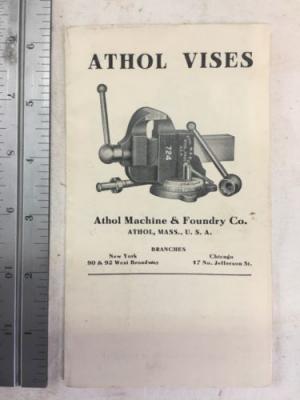 ATHOL VISES
724
Athol Machine & Foundry Co.
ATHOL, MASS., U. S. A.
BRANCHES
New York
90 & 92 West Broadway
Chicago
17 No. Jefferson St.